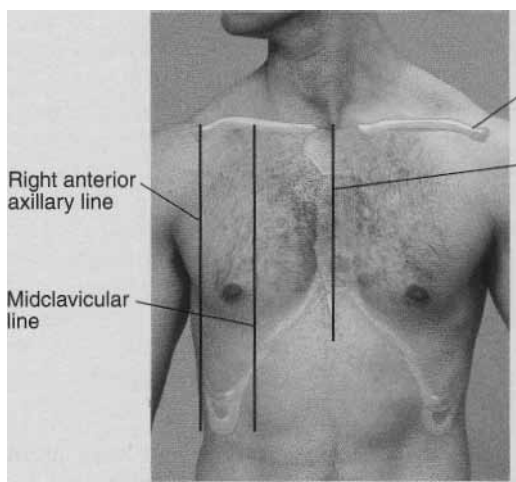 Right anterior
axillary line
Midclavicular
line